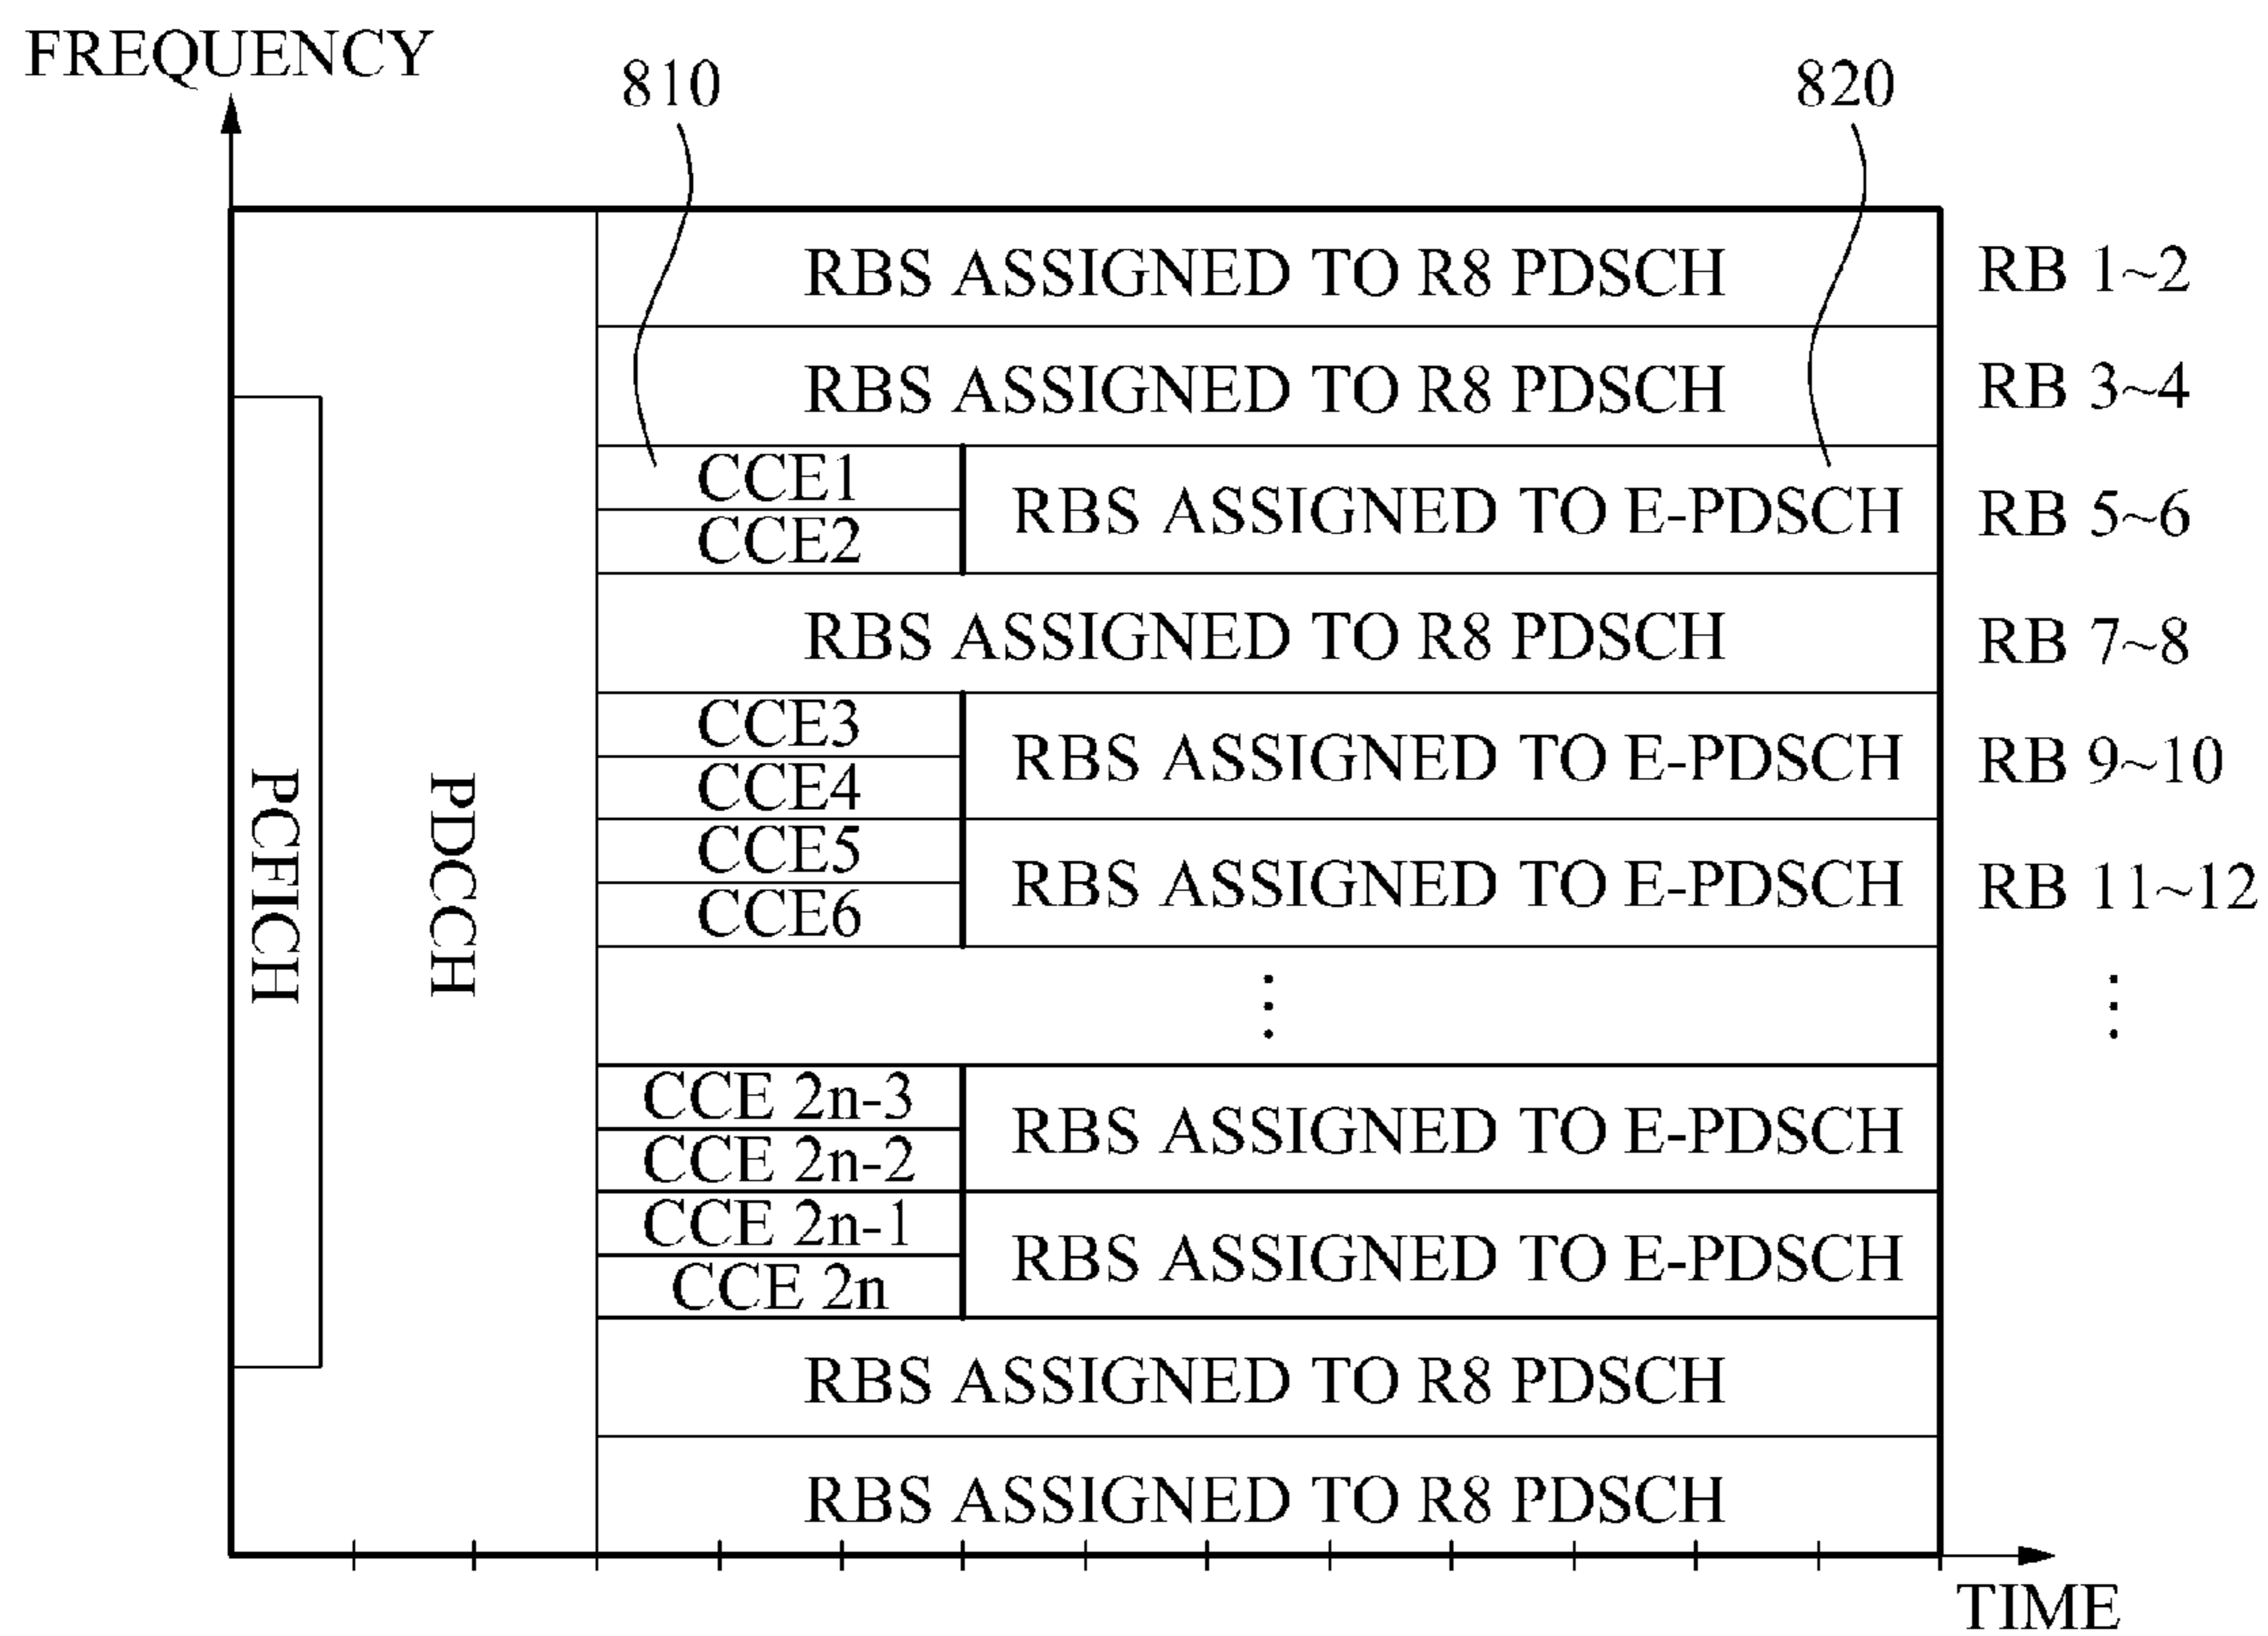 FREQUENCY
810
820
RBS ASSIGNED TO R8 PDSCH
RB 1~2
RBS ASSIGNED TO R8 PDSCH
RB 3~4
CCE1
CCE2
RBS ASSIGNED TO E-PDSCH
RB 5~6
RBS ASSIGNED TO R8 PDSCH
RB 7~8
PCFICH
PDCCH
CCE3
CCE4
RBS ASSIGNED TO E-PDSCH
RB 9~10
CCE5
CCE6
RBS ASSIGNED TO E-PDSCH
RB 11~12
CCE 2n-3
CCE 2n-2
RBS ASSIGNED TO E-PDSCH
CCE 2n-1
CCE 2n
RBS ASSIGNED TO E-PDSCH
RBS ASSIGNED TO R8 PDSCH
RBS ASSIGNED TO R8 PDSCH
TIME